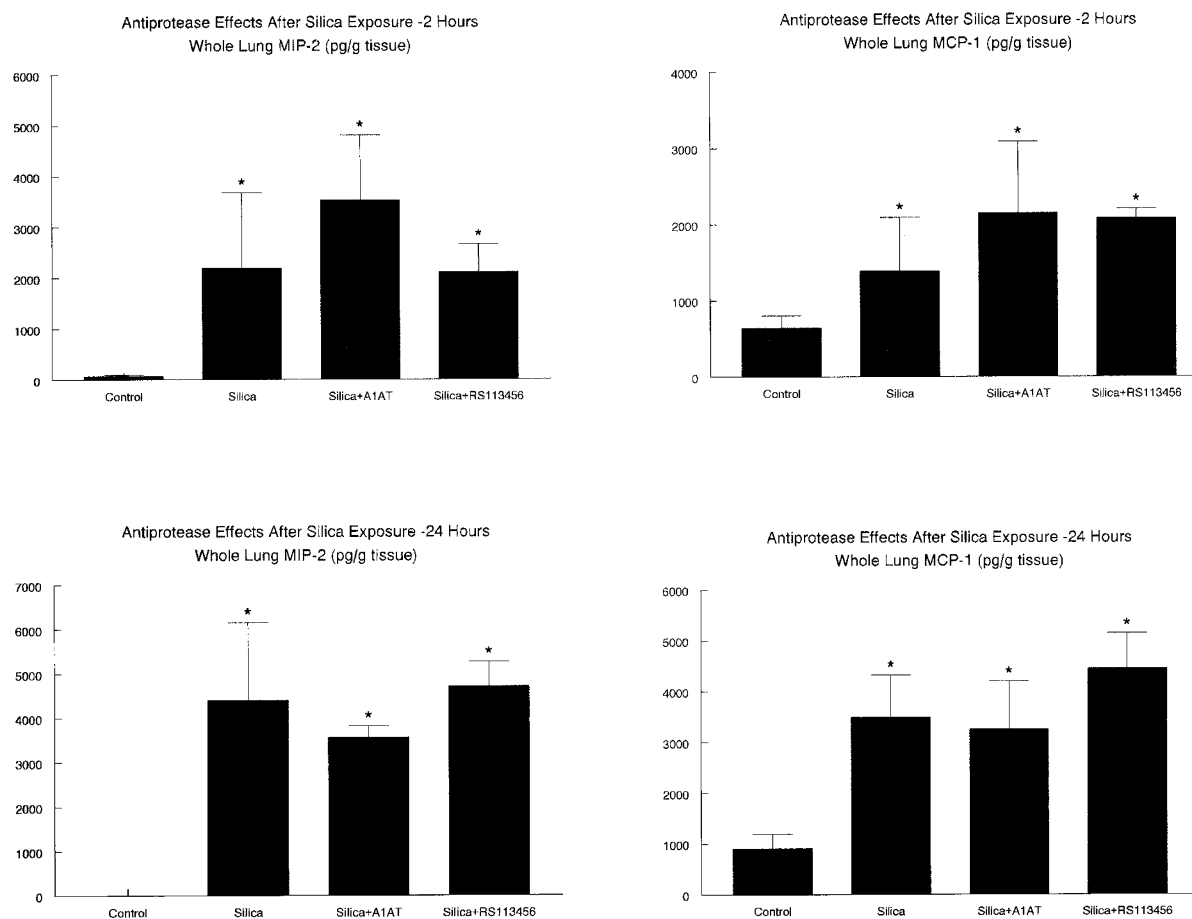 Antiprotease Effects After Silica Exposure -2 Hours
Whole Lung MIP-2 (pg/g tissue)
6000
5000
4000
3000
2000
1000
0
*
*
*
Control
Silica
Silica+A1AT
Silica+RS113456
Antiprotease Effects After Silica Exposure -2 Hours
Whole Lung MCP-1 (pg/g tissue)
4000
3000
2000
1000
0
*
*
*
Control
Silica
Silica+A1AT
Silica+RS113456
Antiprotease Effects After Silica Exposure -24 Hours
Whole Lung MIP-2 (pg/g tissue)
7000
6000
5000
4000
3000
2000
1000
0
*
*
*
Control
Silica
Silica+A1AT
Silica+RS113456
Antiprotease Effects After Silica Exposure -24 Hours
Whole Lung MCP-1 (pg/g tissue)
6000
5000
4000
3000
2000
1000
0
*
*
*
Control
Silica
Silica+A1AT
Silica+RS113456